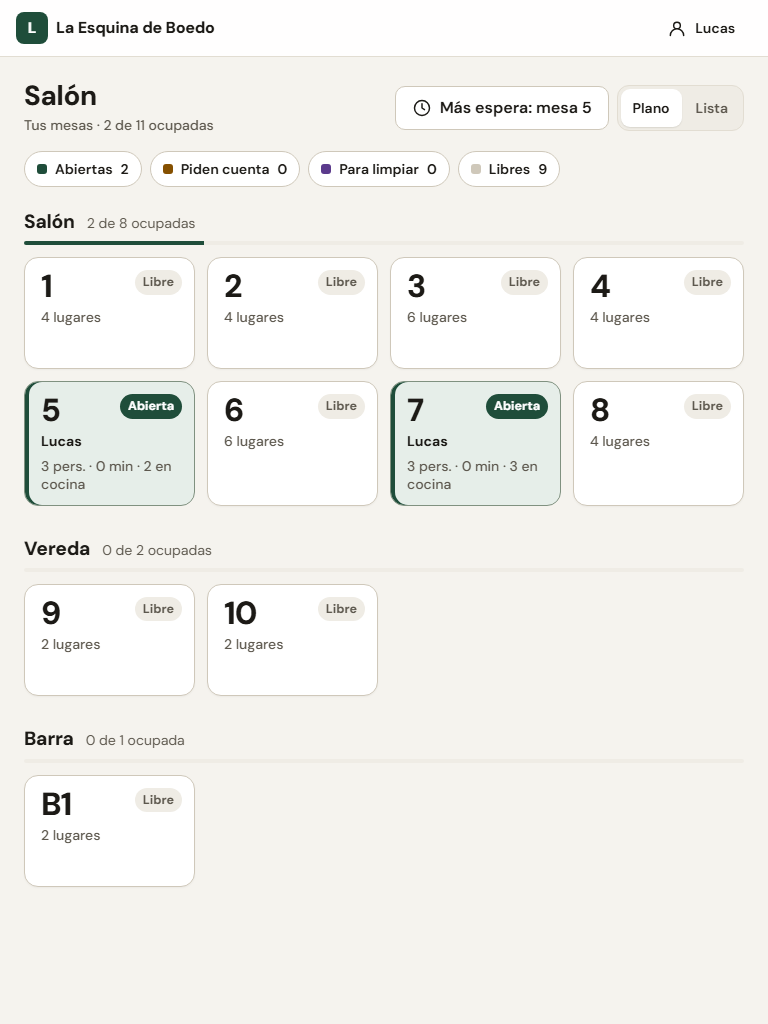 L La Esquina de Boedo
Lucas
Salón
Tus mesas · 2 de 11 ocupadas
Más espera: mesa 5
Plano
Lista
Abiertas 2
Piden cuenta 0
Para limpiar 0
Libres 9
Salón 2 de 8 ocupadas
1 Libre
4 lugares
2 Libre
4 lugares
3 Libre
6 lugares
4 Libre
4 lugares
5 Abierta
Lucas
3 pers. · 0 min · 2 en
cocina
6 Libre
6 lugares
7 Abierta
Lucas
3 pers. · 0 min · 3 en
cocina
8 Libre
4 lugares
Vereda 0 de 2 ocupadas
9 Libre
2 lugares
10 Libre
2 lugares
Barra 0 de 1 ocupada
B1 Libre
2 lugares